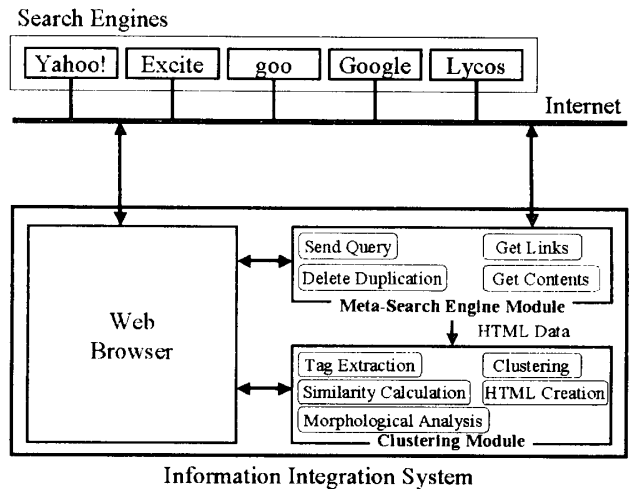 Search Engines
Yahoo! Excite goo Google Lycos
Internet
Send Query Get Links
Delete Duplication Get Contents
Meta-Search Engine Module
Web
Browser
HTML Data
Tag Extraction Clustering
Similarity Calculation HTML Creation
Morphological Analysis
Clustering Module
Information Integration System